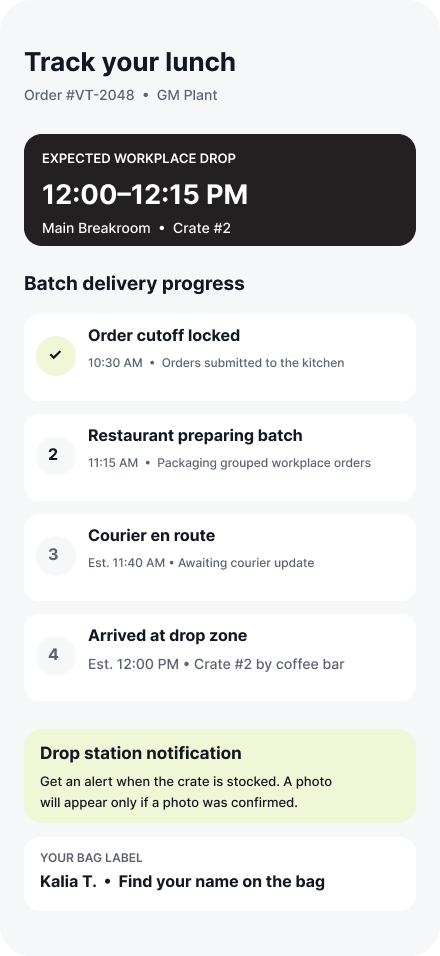 Track your lunch
Order #VT-2048 • GM Plant
EXPECTED WORKPLACE DROP
12:00–12:15 PM
Main Breakroom • Crate #2
Batch delivery progress
✓
Order cutoff locked
10:30 AM • Orders submitted to the kitchen
2
Restaurant preparing batch
11:15 AM • Packaging grouped workplace orders
3
Courier en route
Est. 11:40 AM • Awaiting courier update
4
Arrived at drop zone
Est. 12:00 PM • Crate #2 by coffee bar
Drop station notification
Get an alert when the crate is stocked. A photo
will appear only if a photo was confirmed.
YOUR BAG LABEL
Kalia T. • Find your name on the bag